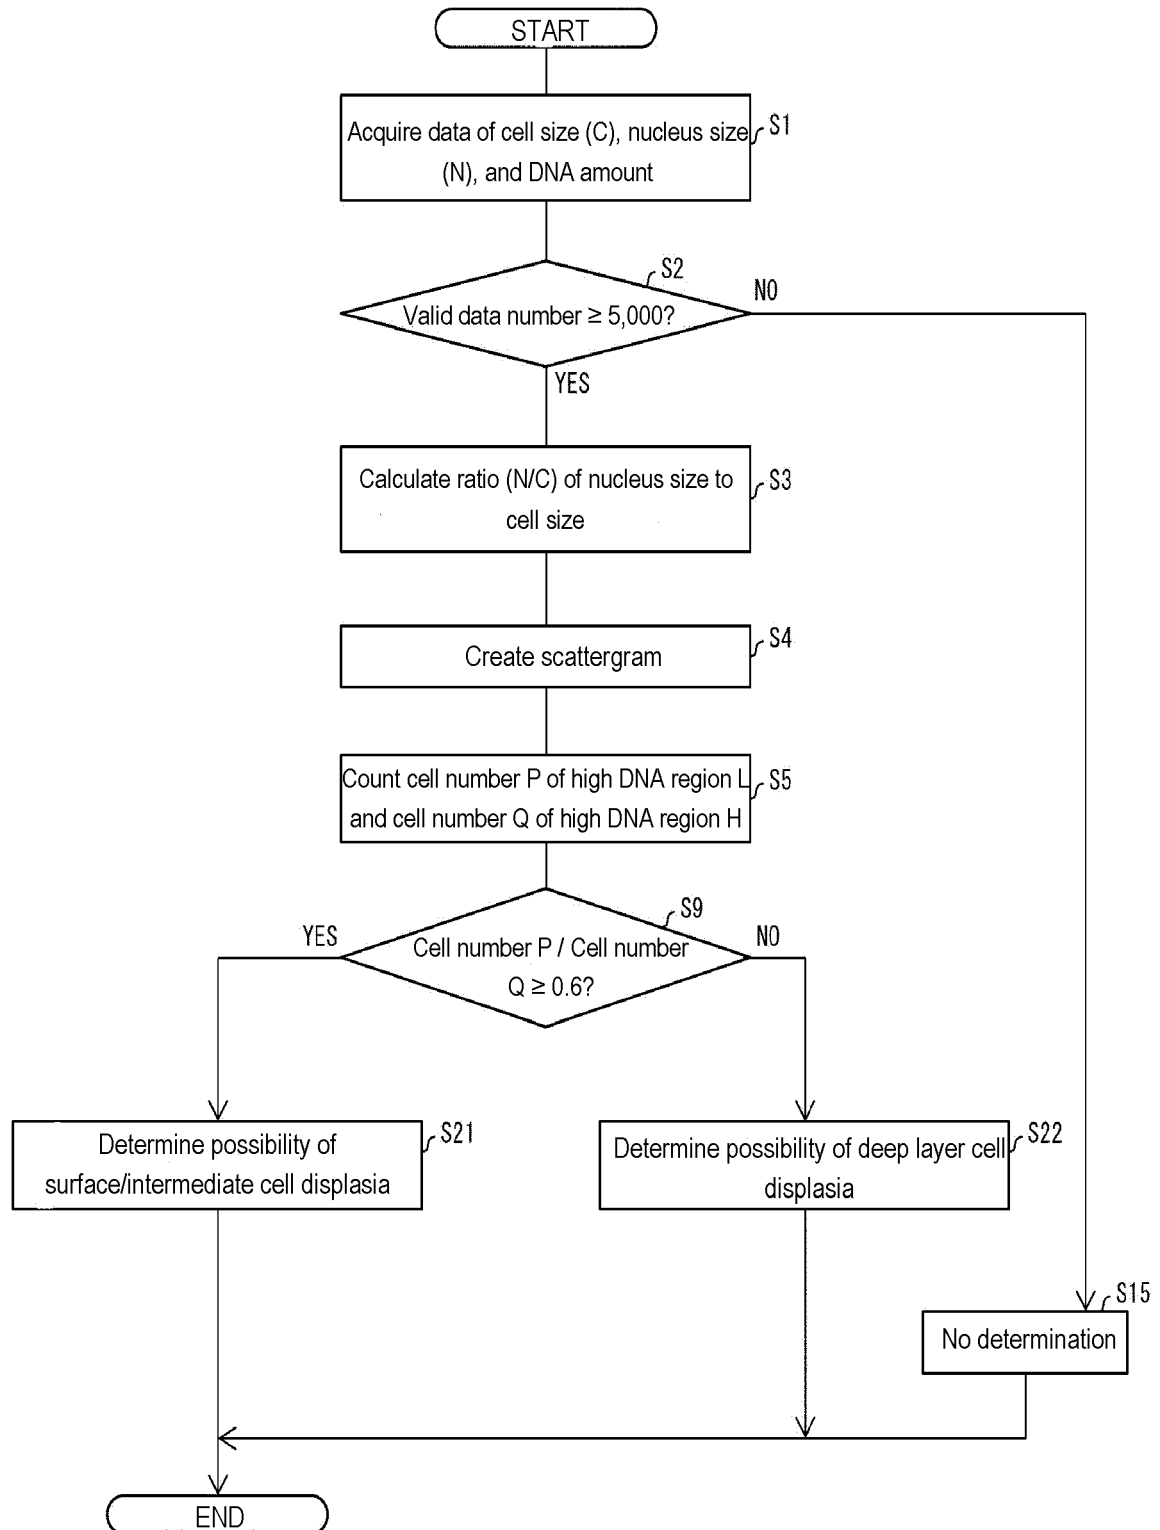 START
Acquire data of cell size (C), nucleus size
(N), and DNA amount
S1
S2
Valid data number ≥ 5,000?
NO
YES
Calculate ratio (N/C) of nucleus size to
cell size
S3
Create scattergram
S4
Count cell number P of high DNA region L
and cell number Q of high DNA region H
S5
S9
YES
Cell number P / Cell number
Q ≥ 0.6?
NO
Determine possibility of
surface/intermediate cell displasia
S21
Determine possibility of deep layer cell
displasia
S22
S15
No determination
END